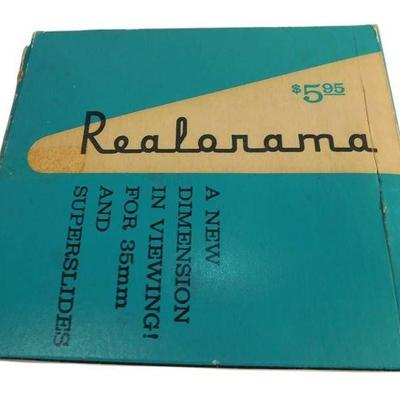 $5.95
Realorama
A NEW
DIMENSION
IN VIEWING!
FOR 35mm
AND
SUPERSLIDES